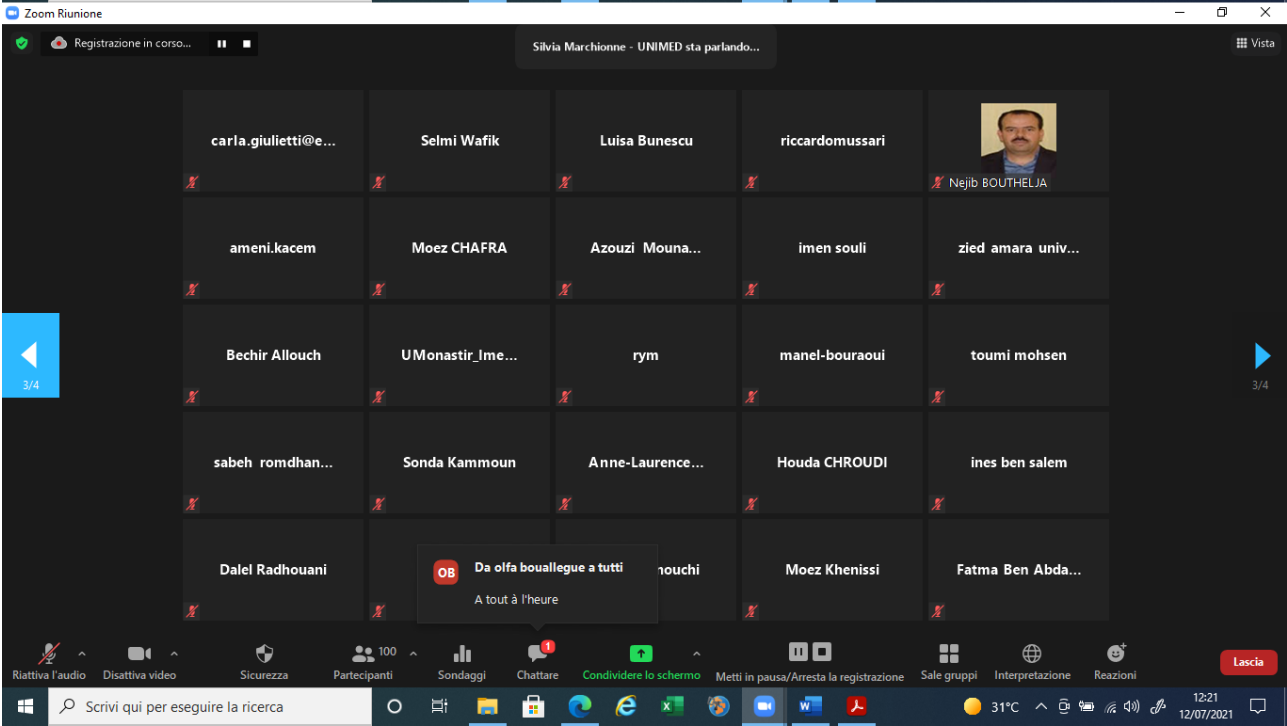 Zoom Riunione
Registrazione in corso...
Silvia Marchionne - UNIMED sta parlando...
Vista
carla.giulietti@e...
Selmi Wafik
Luisa Bunescu
riccardomussari
Nejib BOUTHELJA
ameni.kacem
Moez CHAFRA
Azouzi Mouna...
imen souli
zied amara univ...
Bechir Allouch
UMonastir_Ime...
rym
manel-bouraoui
toumi mohsen
3/4
3/4
sabeh romdhan...
Sonda Kammoun
Anne-Laurence...
Houda CHROUDI
ines ben salem
Dalel Radhouani
nouchi
Moez Khenissi
Fatma Ben Abda...
OB
Da olfa bouallegue a tutti
A tout à l'heure
Riattiva l'audio
Disattiva video
Sicurezza
100
Partecipanti
Sondaggi
1
Chattare
Condividere lo schermo
Metti in pausa/Arresta la registrazione
Sale gruppi
Interpretazione
Reazioni
Lascia
Scrivi qui per eseguire la ricerca
31°C
12:21
12/07/2021